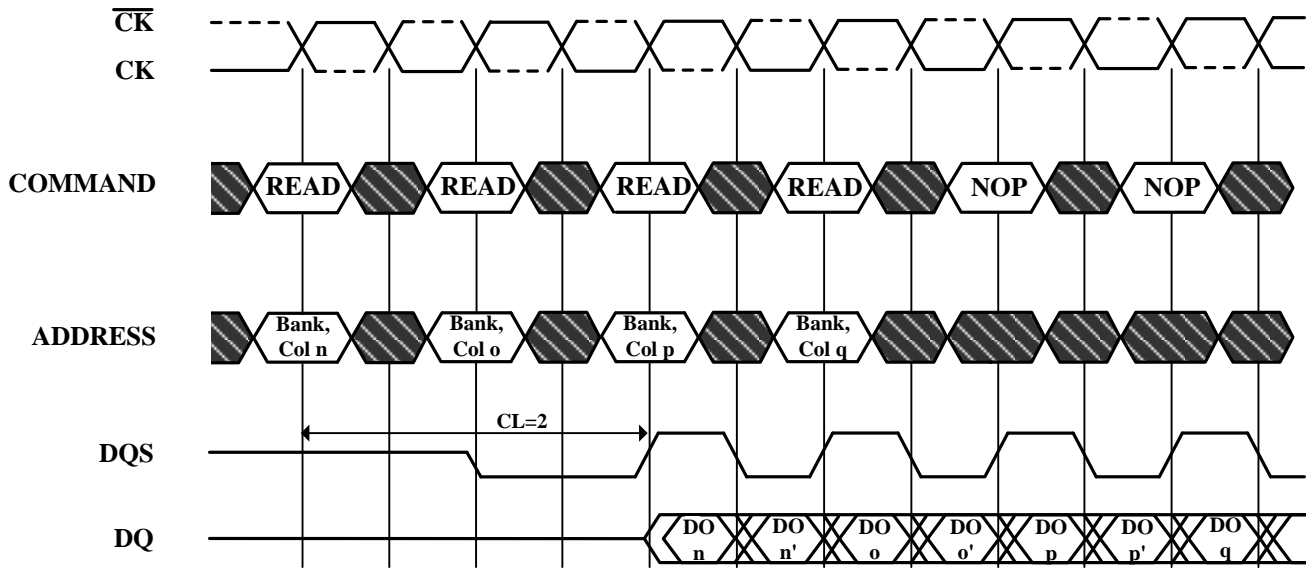 CK
CK
COMMAND READ READ READ READ NOP NOP
ADDRESS Bank, Col n Bank, Col o Bank, Col p Bank, Col q
CL=2
DQS
DQ DO n DO n' DO o DO o' DO p DO p' DO q